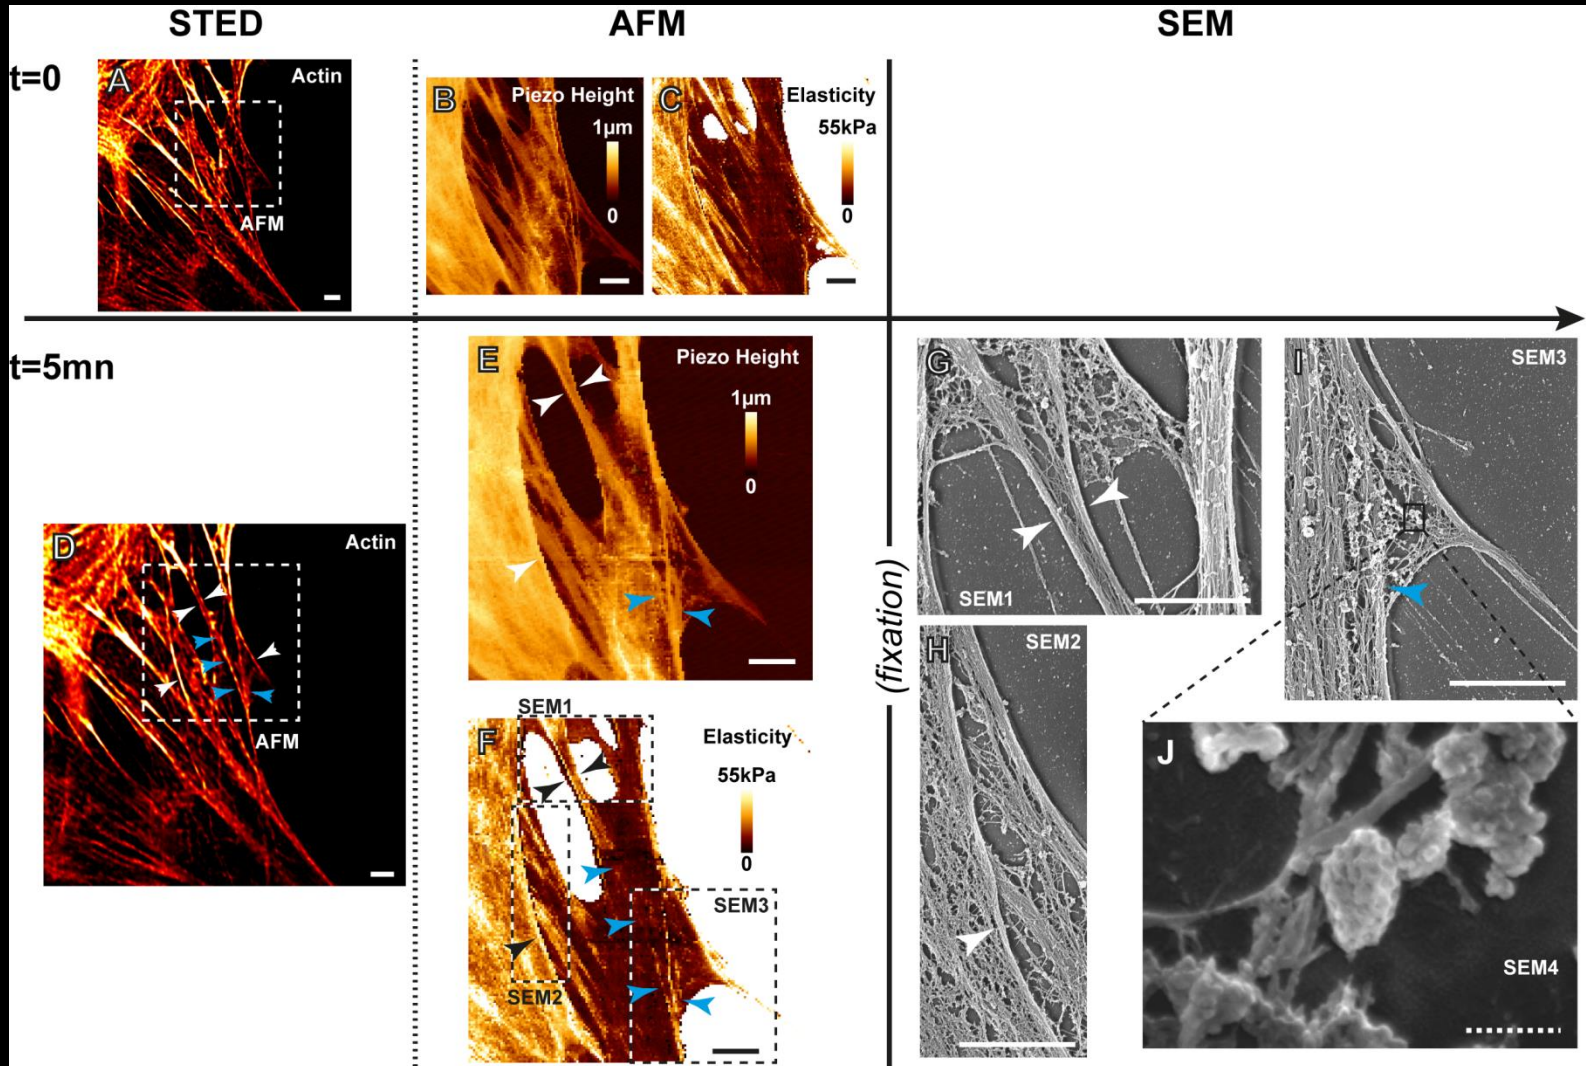 STED
AFM
SEM
t=0
A
Actin
AFM
B
Piezo Height
1µm
0
C
Elasticity
55kPa
0
t=5mn
D
Actin
AFM
E
Piezo Height
1µm
0
F
SEM1
Elasticity
55kPa
0
SEM2
SEM3
(fixation)
G
SEM1
H
SEM2
I
SEM3
J
SEM4